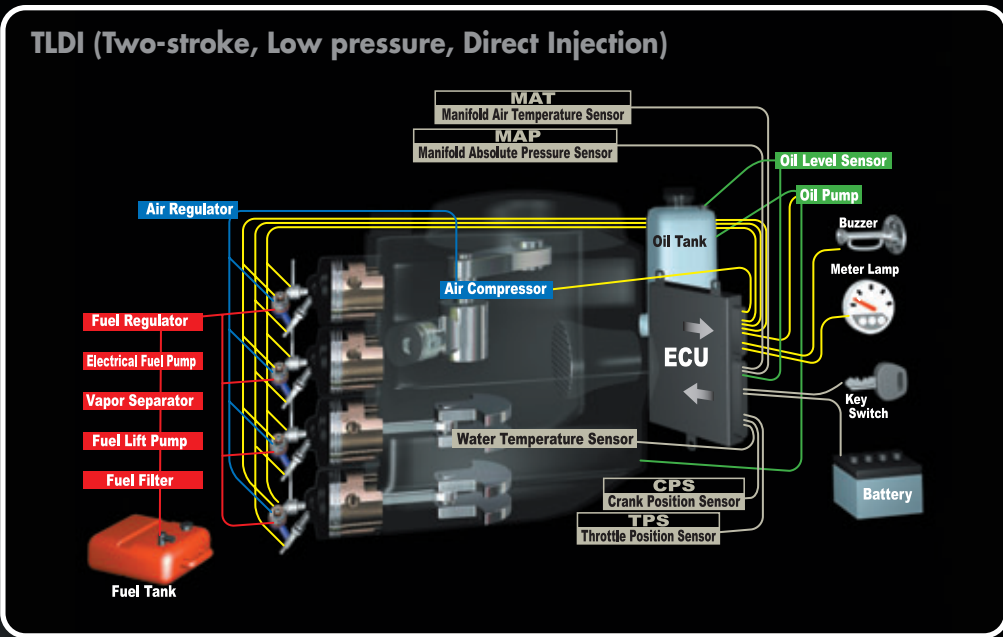 TLDI (Two-stroke, Low pressure, Direct Injection)
MAT
Manifold Air Temperature Sensor
MAP
Manifold Absolute Pressure Sensor
Oil Level Sensor
Oil Pump
Air Regulator
Buzzer
Oil Tank
Meter Lamp
Air Compressor
Fuel Regulator
Electrical Fuel Pump
ECU
Vapor Separator
Key
Switch
Fuel Lift Pump
Water Temperature Sensor
Fuel Filter
CPS
Crank Position Sensor
Battery
TPS
Throttle Position Sensor
Fuel Tank